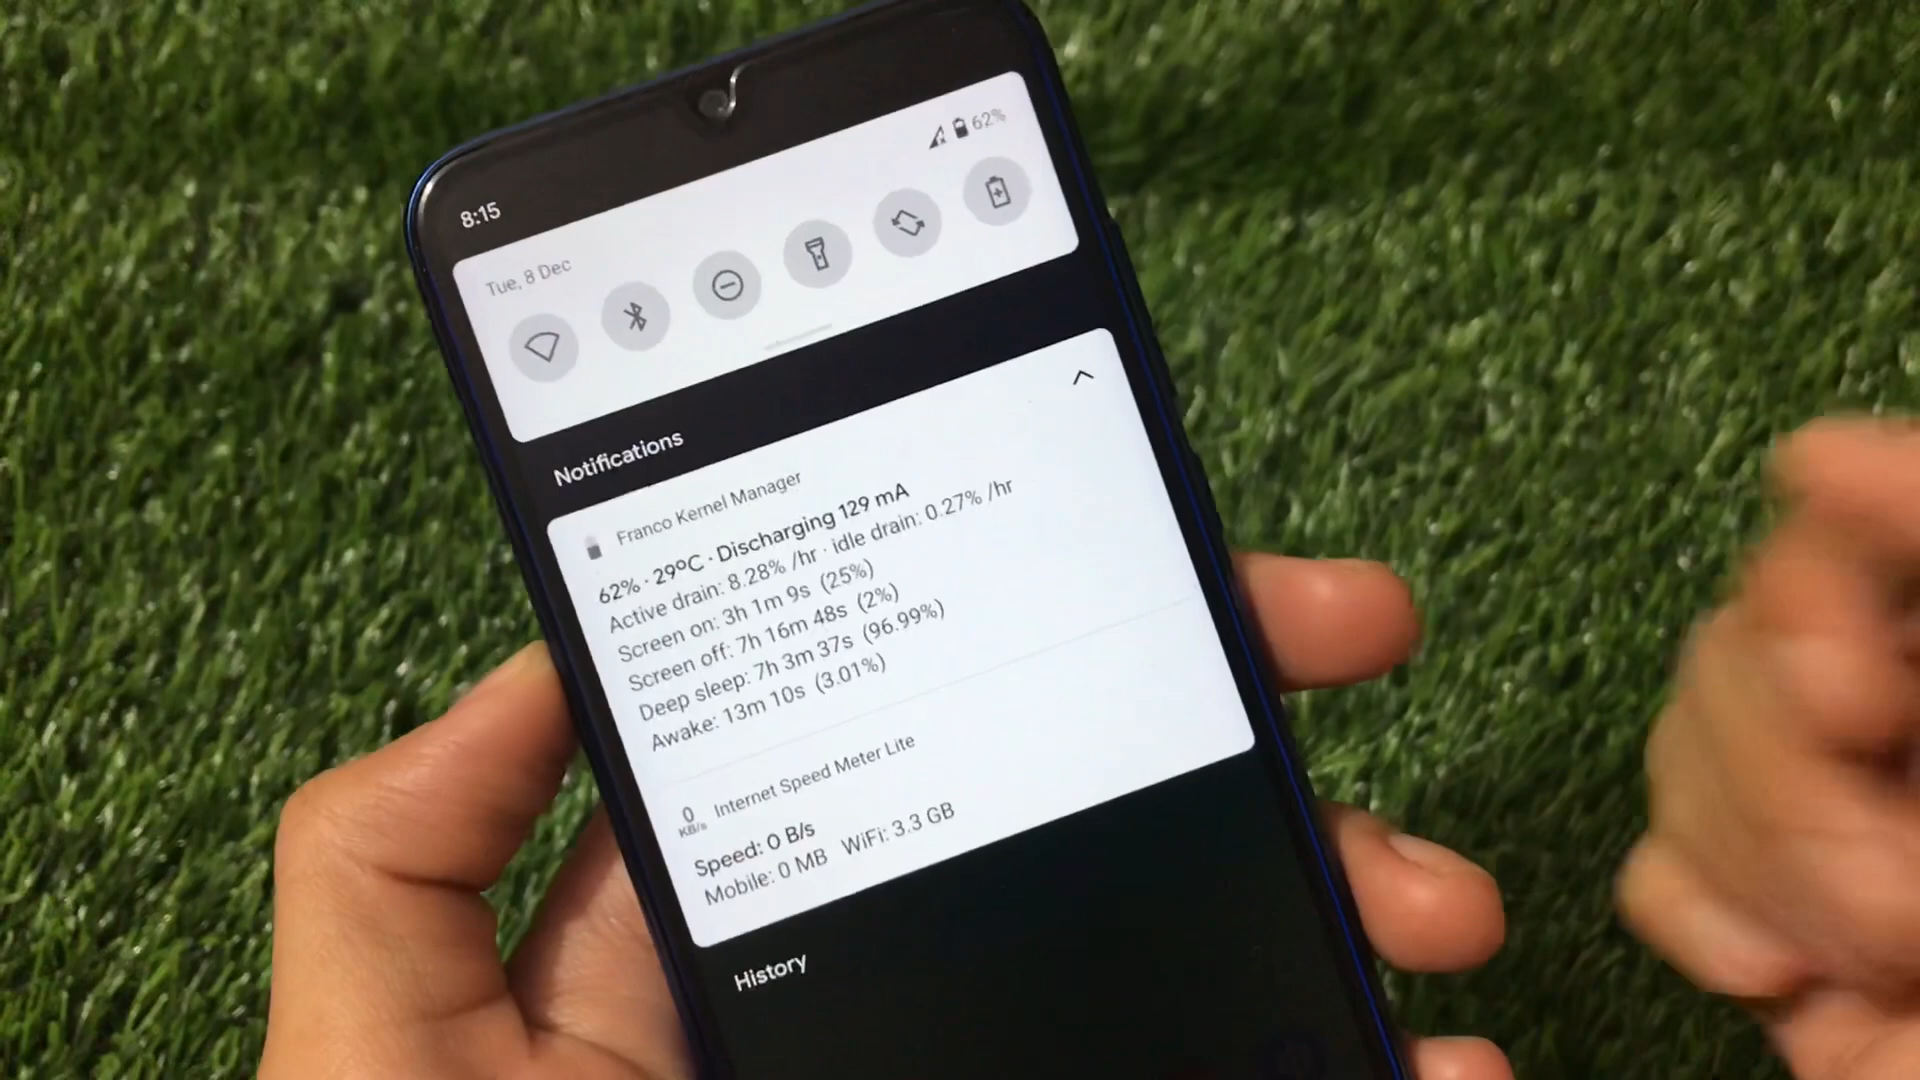 8:15
62%
Tue, 8 Dec
Notifications
Franco Kernel Manager
62% · 29ºC · Discharging 129 mA
Active drain: 8.28% /hr · idle drain: 0.27% /hr
Screen on: 3h 1m 9s (25%)
Screen off: 7h 16m 48s (2%)
Deep sleep: 7h 3m 37s (96.99%)
Awake: 13m 10s (3.01%)
0
KB/s
Internet Speed Meter Lite
Speed: 0 B/s
Mobile: 0 MB WiFi: 3.3 GB
History